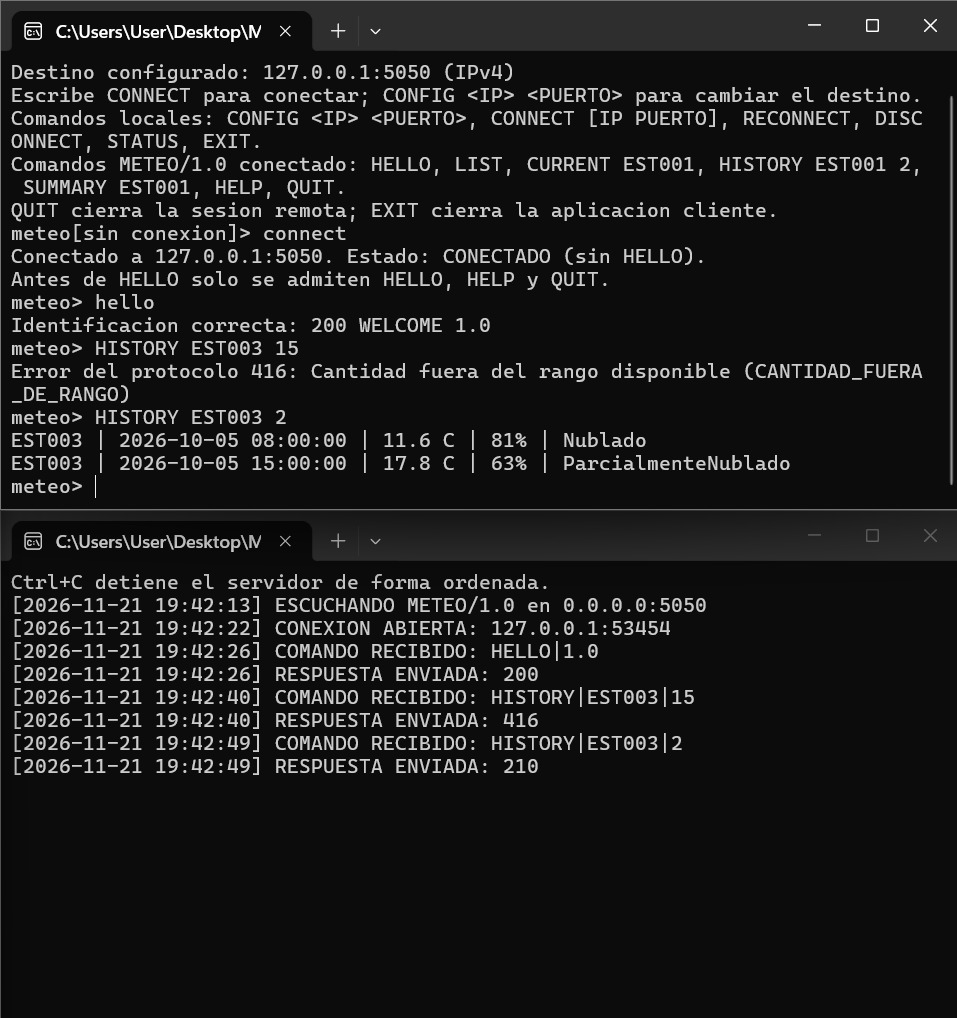 C:\Users\User\Desktop\M
Destino configurado: 127.0.0.1:5050 (IPv4)
Escribe CONNECT para conectar; CONFIG <IP> <PUERTO> para cambiar el destino.
Comandos locales: CONFIG <IP> <PUERTO>, CONNECT [IP PUERTO], RECONNECT, DISC
ONNECT, STATUS, EXIT.
Comandos METEO/1.0 conectado: HELLO, LIST, CURRENT EST001, HISTORY EST001 2,
 SUMMARY EST001, HELP, QUIT.
QUIT cierra la sesion remota; EXIT cierra la aplicacion cliente.
meteo[sin conexion]> connect
Conectado a 127.0.0.1:5050. Estado: CONECTADO (sin HELLO).
Antes de HELLO solo se admiten HELLO, HELP y QUIT.
meteo> hello
Identificacion correcta: 200 WELCOME 1.0
meteo> HISTORY EST003 15
Error del protocolo 416: Cantidad fuera del rango disponible (CANTIDAD_FUERA
_DE_RANGO)
meteo> HISTORY EST003 2
EST003 | 2026-10-05 08:00:00 | 11.6 C | 81% | Nublado
EST003 | 2026-10-05 15:00:00 | 17.8 C | 63% | ParcialmenteNublado
meteo>
C:\Users\User\Desktop\M
Ctrl+C detiene el servidor de forma ordenada.
[2026-11-21 19:42:13] ESCUCHANDO METEO/1.0 en 0.0.0.0:5050
[2026-11-21 19:42:22] CONEXION ABIERTA: 127.0.0.1:53454
[2026-11-21 19:42:26] COMANDO RECIBIDO: HELLO|1.0
[2026-11-21 19:42:26] RESPUESTA ENVIADA: 200
[2026-11-21 19:42:40] COMANDO RECIBIDO: HISTORY|EST003|15
[2026-11-21 19:42:40] RESPUESTA ENVIADA: 416
[2026-11-21 19:42:49] COMANDO RECIBIDO: HISTORY|EST003|2
[2026-11-21 19:42:49] RESPUESTA ENVIADA: 210